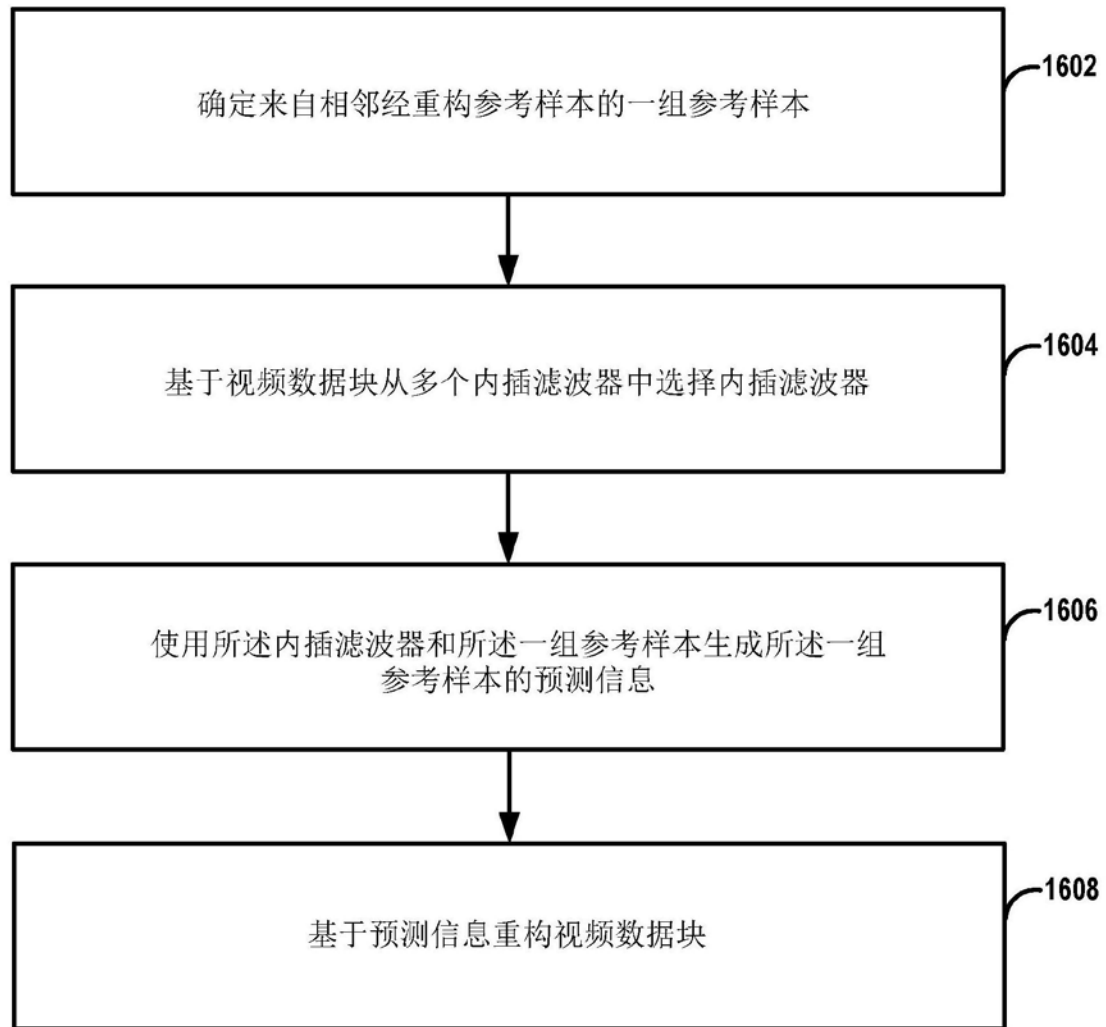 确定来自相邻经重构参考样本的一组参考样本
1602
基于视频数据块从多个内插滤波器中选择内插滤波器
1604
使用所述内插滤波器和所述一组参考样本生成所述一组
参考样本的预测信息
1606
基于预测信息重构视频数据块
1608